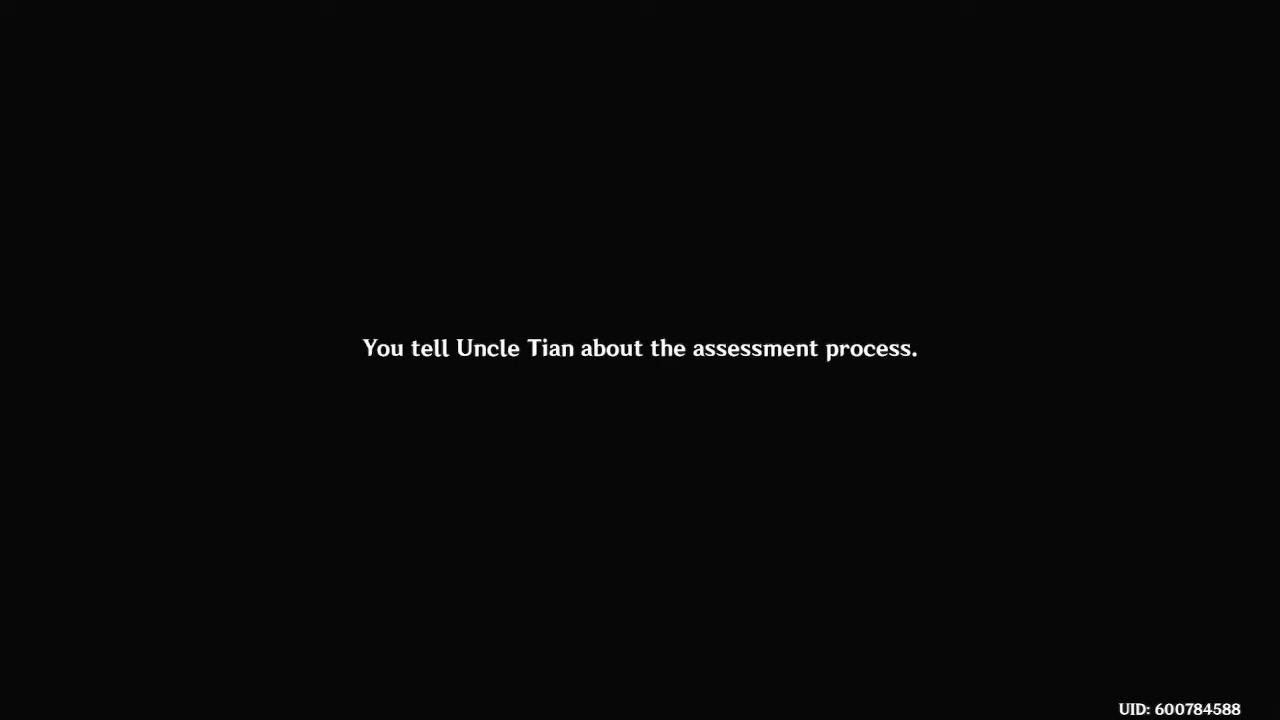 You tell Uncle Tian about the assessment process.
UID: 600784588